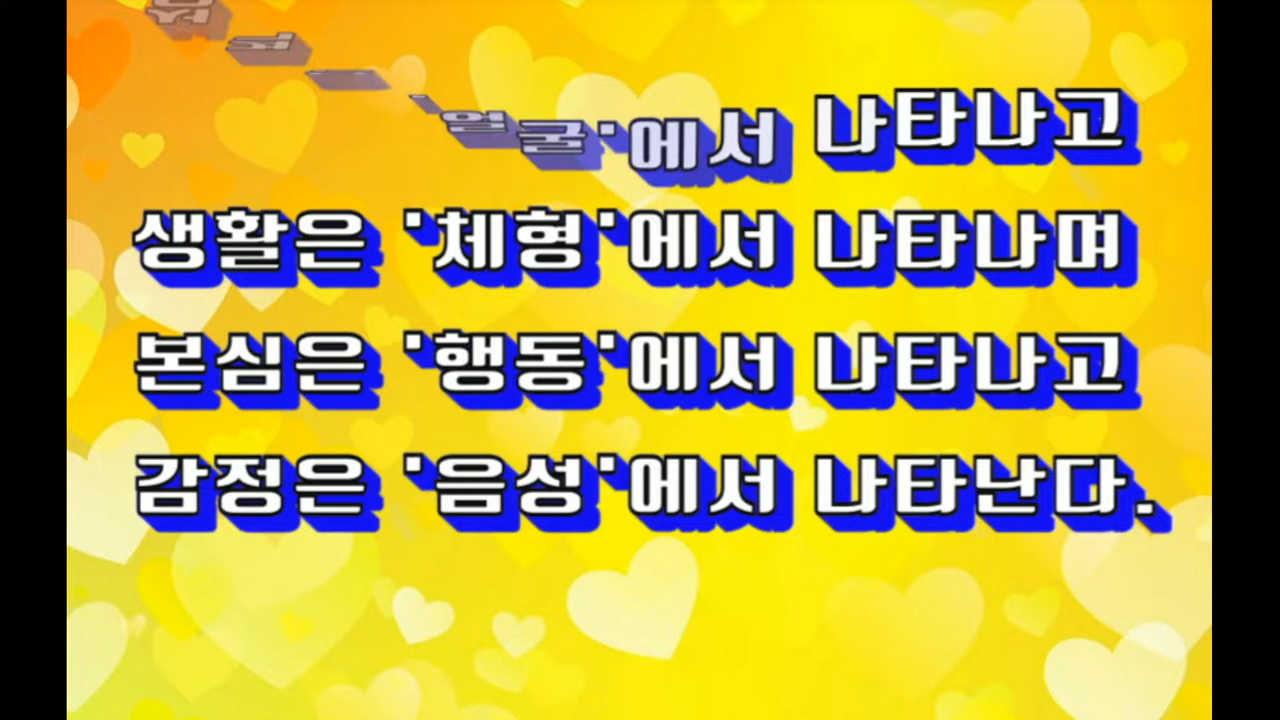 '얼굴'에서 나타나고
생활은 '체형'에서 나타나며
본심은 '행동'에서 나타나고
감정은 '음성'에서 나타난다.